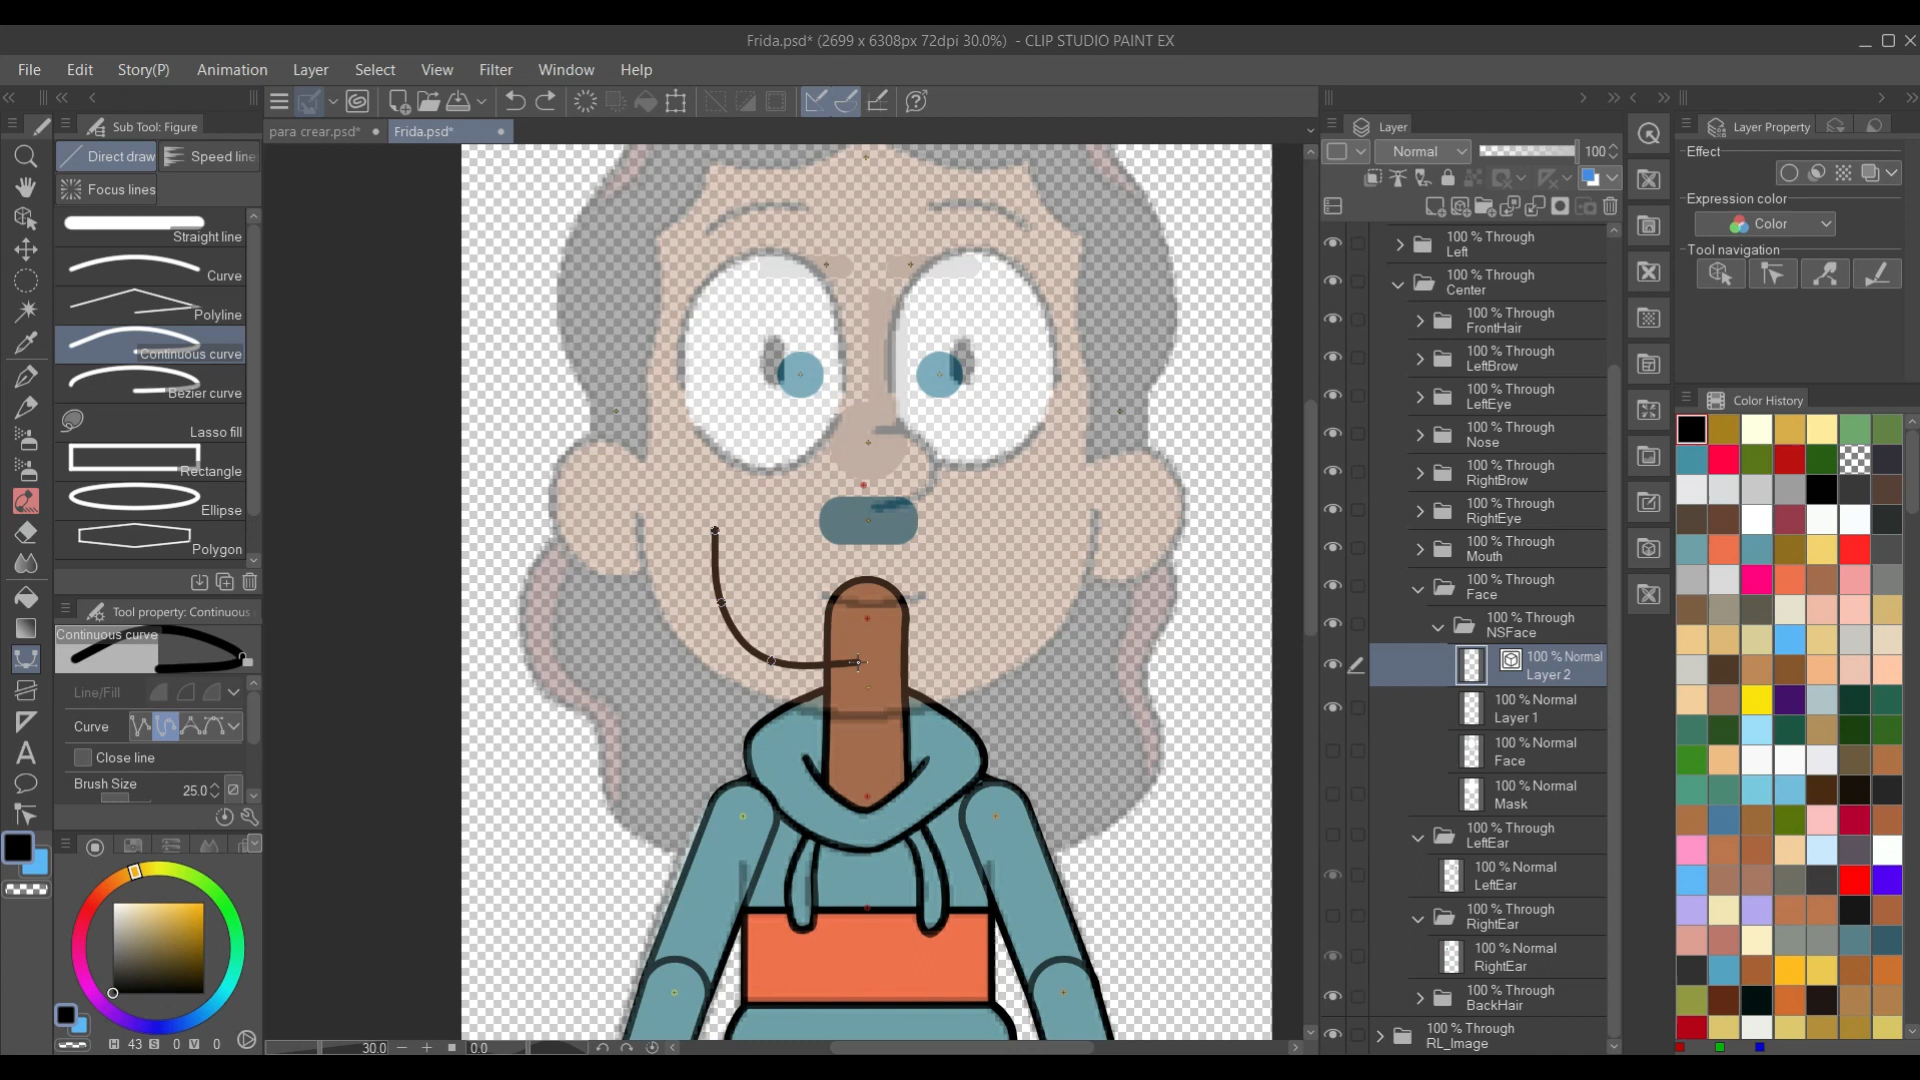 Frida.psd* (2699 x 6308px 72dpi 30.0%) - CLIP STUDIO PAINT EX
File Edit Story(P) Animation Layer Select View Filter Window Help
Sub Tool: Figure
para crear.psd* Frida.psd*
Direct draw Speed line
Focus lines
Straight line
Curve
Polyline
Continuous curve
Bezier curve
Lasso fill
Rectangle
Ellipse
Polygon
Tool property: Continuous
Continuous curve
Line/Fill
Curve
Close line
Brush Size 25.0
H 43 S 0 V 0
30.0 0.0
Layer
Normal 100
100 % Through
Left
100 % Through
Center
100 % Through
FrontHair
100 % Through
LeftBrow
100 % Through
LeftEye
100 % Through
Nose
100 % Through
RightBrow
100 % Through
RightEye
100 % Through
Mouth
100 % Through
Face
100 % Through
NSFace
100 % Normal
Layer 2
100 % Normal
Layer 1
100 % Normal
Face
100 % Normal
Mask
100 % Through
LeftEar
100 % Normal
LeftEar
100 % Through
RightEar
100 % Normal
RightEar
100 % Through
BackHair
100 % Through
RL_Image
Layer Property
Effect
Expression color
Color
Tool navigation
Color History